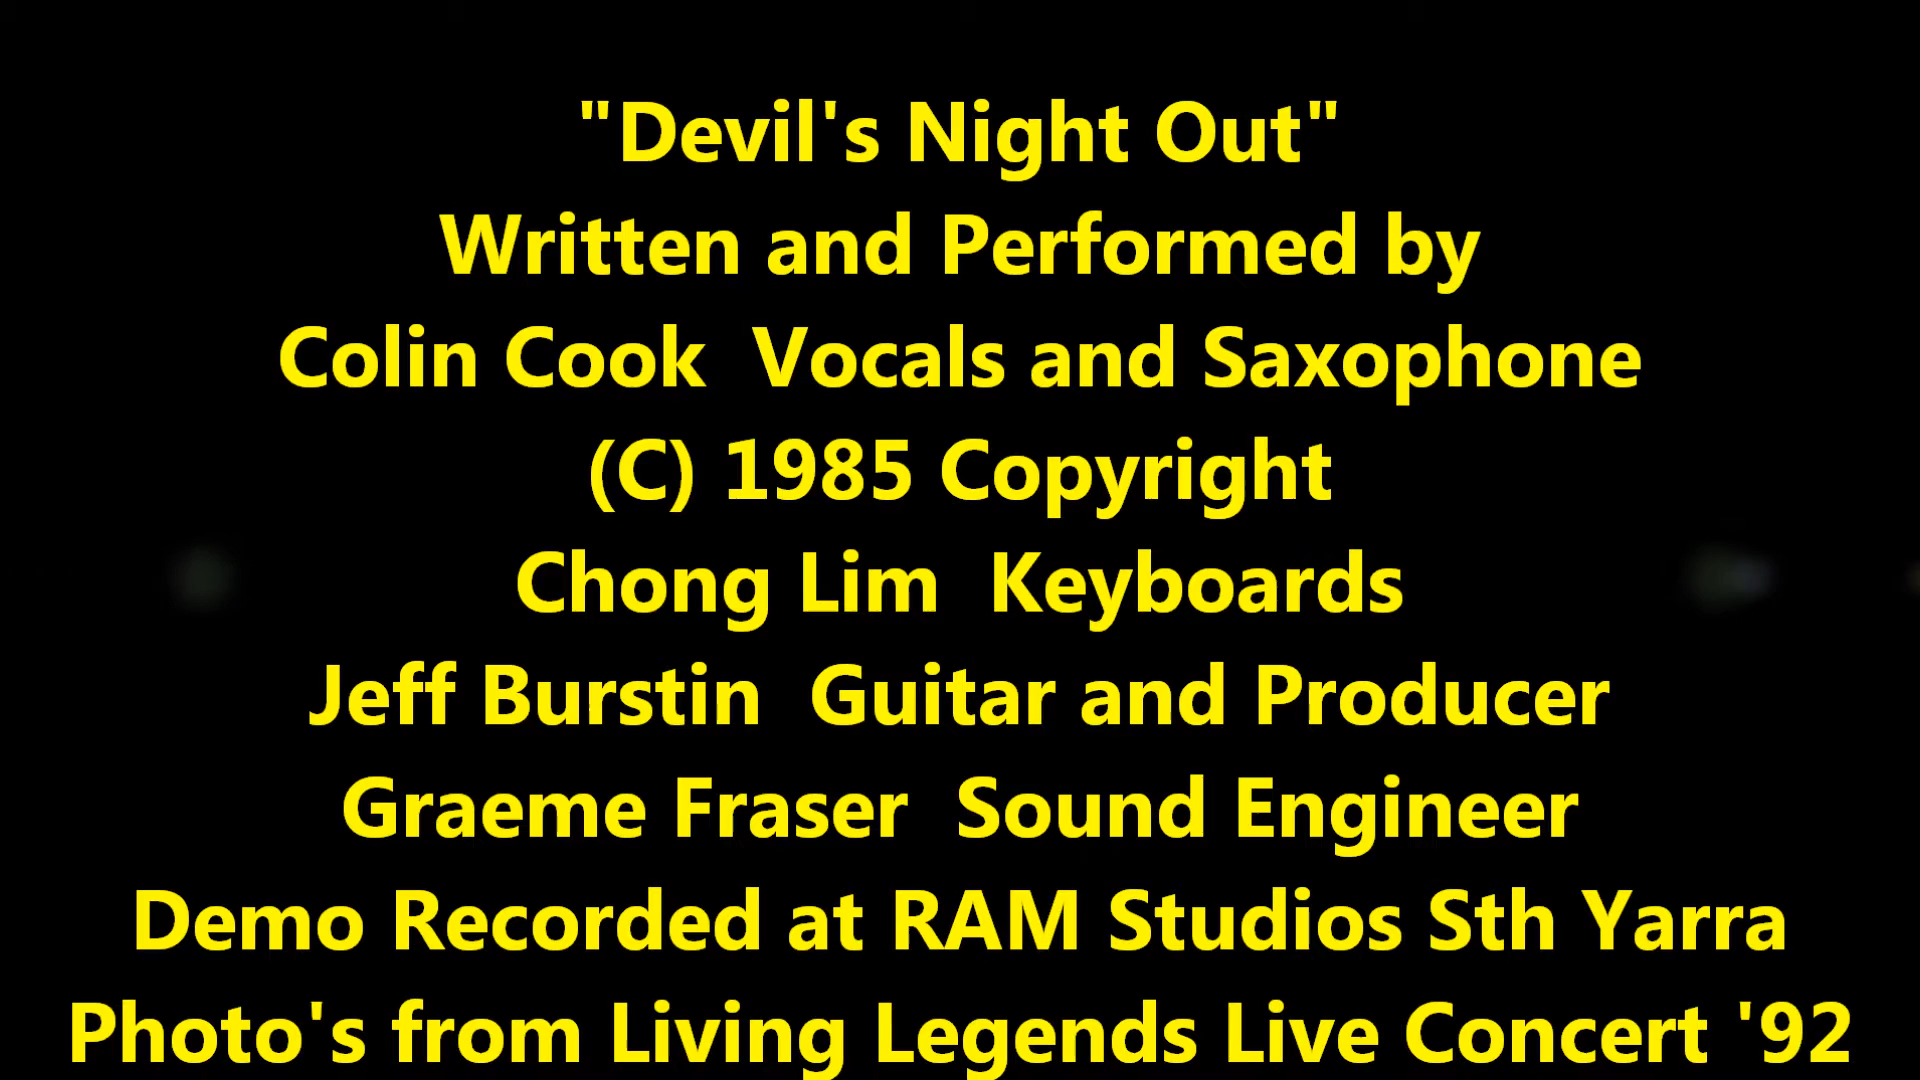 "Devil's Night Out"
Written and Performed by
Colin Cook  Vocals and Saxophone
(C) 1985 Copyright
Chong Lim  Keyboards
Jeff Burstin  Guitar and Producer
Graeme Fraser  Sound Engineer
Demo Recorded at RAM Studios Sth Yarra
Photo's from Living Legends Live Concert '92